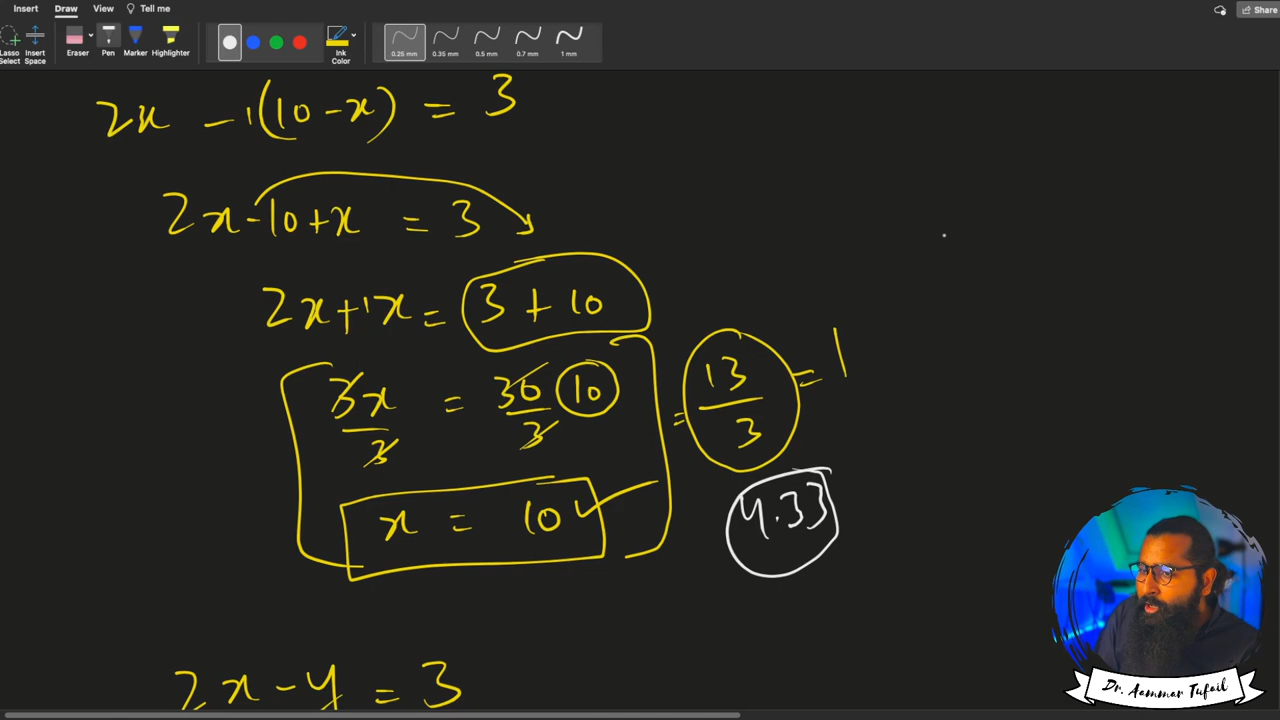 Insert Draw View Tell me
Share
Lasso Select Insert Space Eraser Pen Marker Highlighter Ink Color 0.25 mm 0.35 mm 0.5 mm 0.7 mm 1 mm
2x - 1(10 - x) = 3
2x - 10 + x = 3
2x + 1x = 3 + 10
3x/3 = 30/3 10 = 13/3 = 1
x = 10
4.33
2x - y = 3
Dr. Aammar Tufail